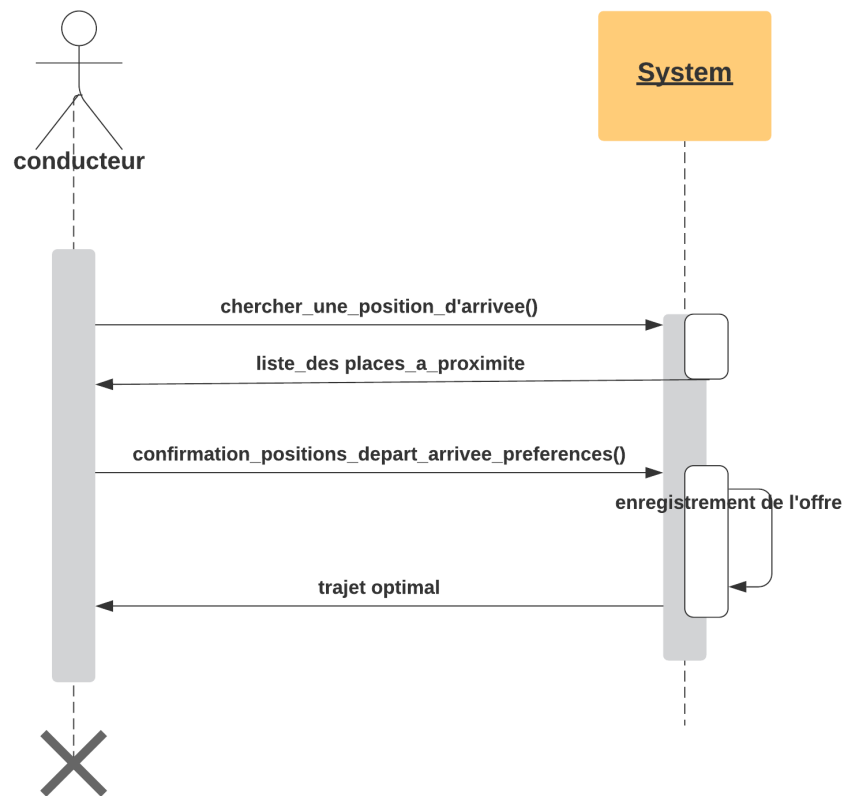 System
conducteur
chercher_une_position_d'arrivee()
liste_des places_a_proximite
confirmation_positions_depart_arrivee_preferences()
enregistrement de l'offre
trajet optimal